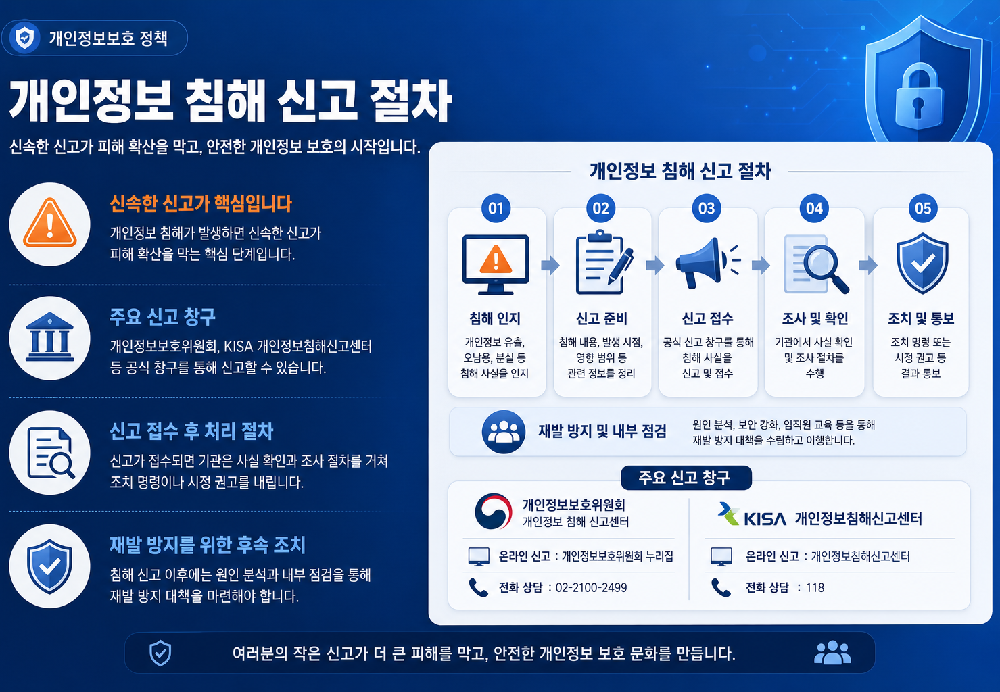 개인정보보호 정책
개인정보 침해 신고 절차
신속한 신고가 피해 확산을 막고, 안전한 개인정보 보호의 시작입니다.
신속한 신고가 핵심입니다
개인정보 침해가 발생하면 신속한 신고가
피해 확산을 막는 핵심 단계입니다.
주요 신고 창구
개인정보보호위원회, KISA 개인정보침해신고센터
등 공식 창구를 통해 신고할 수 있습니다.
신고 접수 후 처리 절차
신고가 접수되면 기관은 사실 확인과 조사 절차를 거쳐
조치 명령이나 시정 권고를 내립니다.
재발 방지를 위한 후속 조치
침해 신고 이후에는 원인 분석과 내부 점검을 통해
재발 방지 대책을 마련해야 합니다.
개인정보 침해 신고 절차
01
침해 인지
개인정보 유출,
오남용, 분실 등
침해 사실을 인지
02
신고 준비
침해 내용, 발생 시점,
영향 범위 등
관련 정보를 정리
03
신고 접수
공식 신고 창구를 통해
침해 사실을
신고 및 접수
04
조사 및 확인
기관에서 사실 확인
및 조사 절차를
수행
05
조치 및 통보
조치 명령 또는
시정 권고 등
결과 통보
재발 방지 및 내부 점검
원인 분석, 보안 강화, 임직원 교육 등을 통해
재발 방지 대책을 수립하고 이행합니다.
주요 신고 창구
개인정보보호위원회
개인정보 침해 신고센터
온라인 신고 : 개인정보보호위원회 누리집
전화 상담 : 02-2100-2499
KISA 개인정보침해신고센터
온라인 신고 : 개인정보침해신고센터
전화 상담 : 118
여러분의 작은 신고가 더 큰 피해를 막고, 안전한 개인정보 보호 문화를 만듭니다.